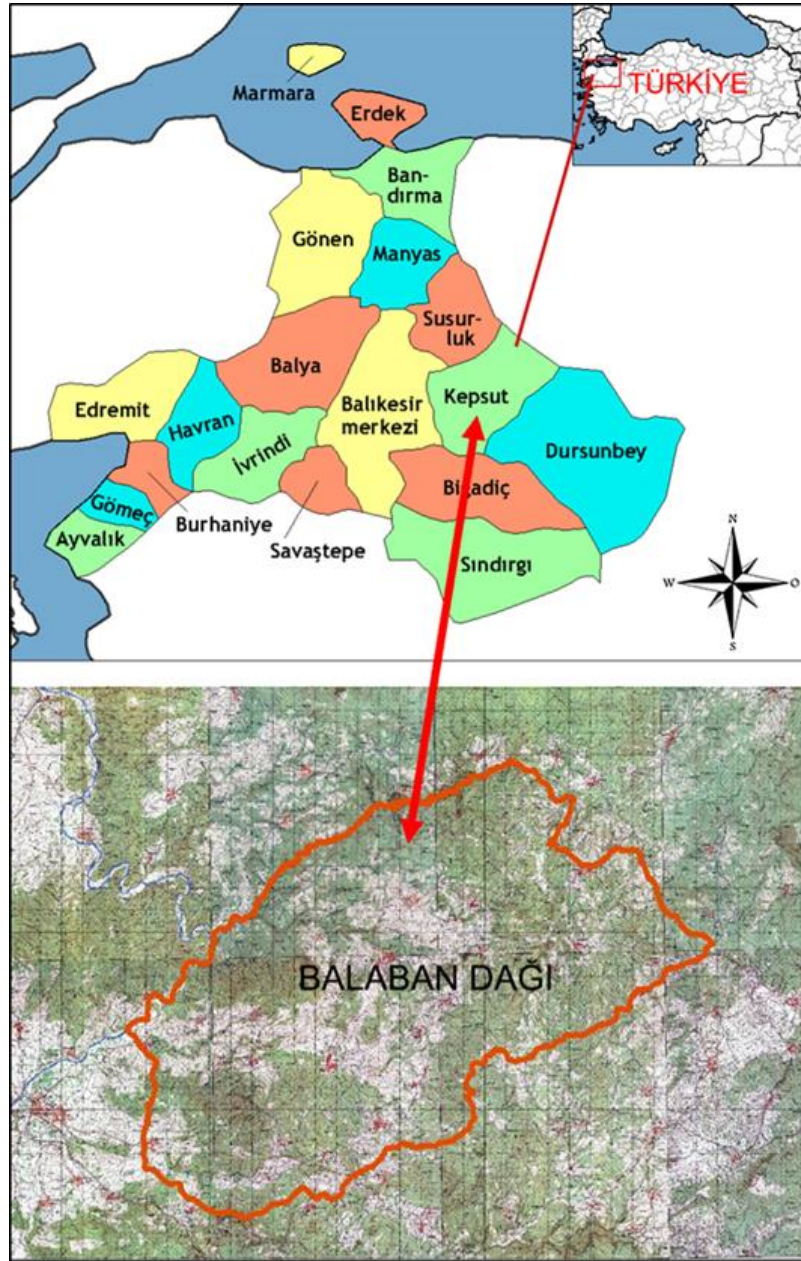 Marmara
TÜRKİYE
Erdek
Ban-
dırma
Gönen
Manyas
Susur-
luk
Balya
Kepsut
Edremit
Havran
Balıkesir
merkezi
İvrindi
Dursunbey
Bigadiç
Gömeç
Burhaniye
Ayvalık
Savaştepe
Sındırgı
N
W
O
S
BALABAN DAĞI